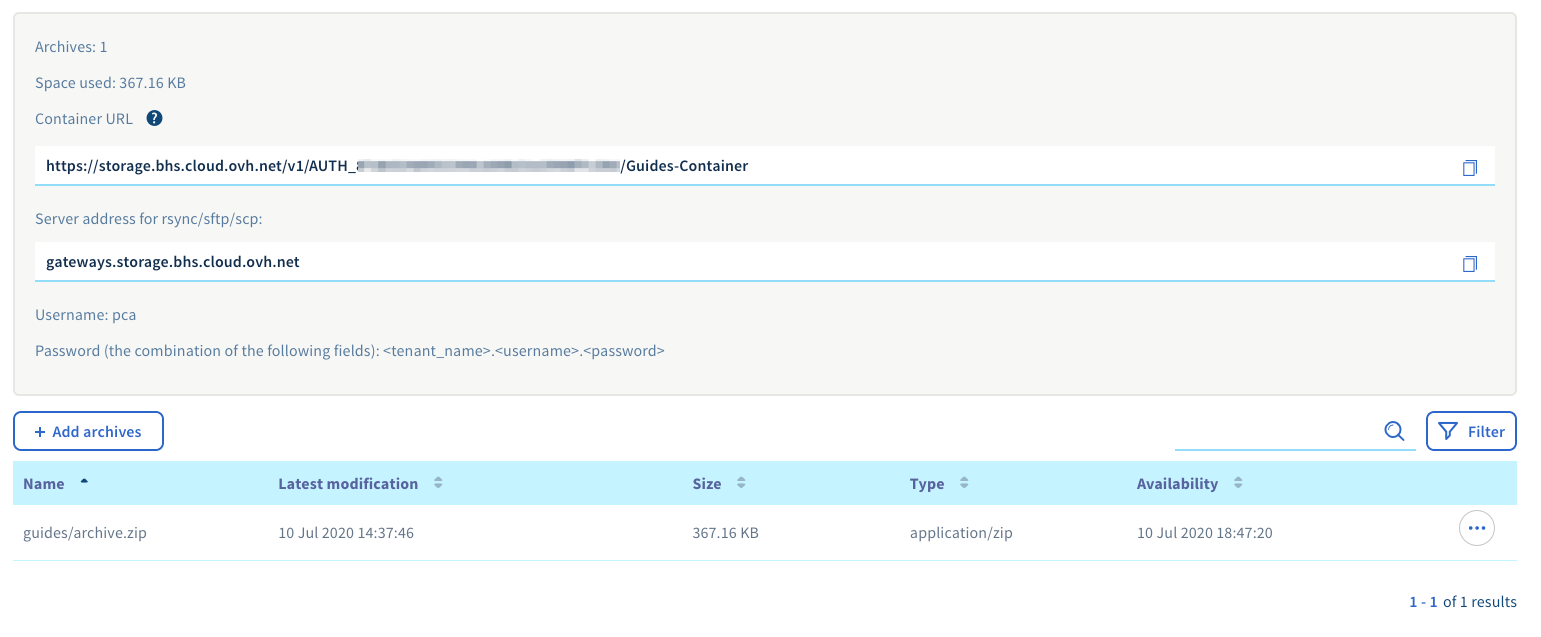 Archives: 1
Space used: 367.16 KB
Container URL ?
https://storage.bhs.cloud.ovh.net/v1/AUTH_ /Guides-Container
Server address for rsync/sftp/scp:
gateways.storage.bhs.cloud.ovh.net
Username: pca
Password (the combination of the following fields): <tenant_name>.<username>.<password>
+ Add archives Filter
Name Latest modification Size Type Availability
guides/archive.zip 10 Jul 2020 14:37:46 367.16 KB application/zip 10 Jul 2020 18:47:20
1 - 1 of 1 results